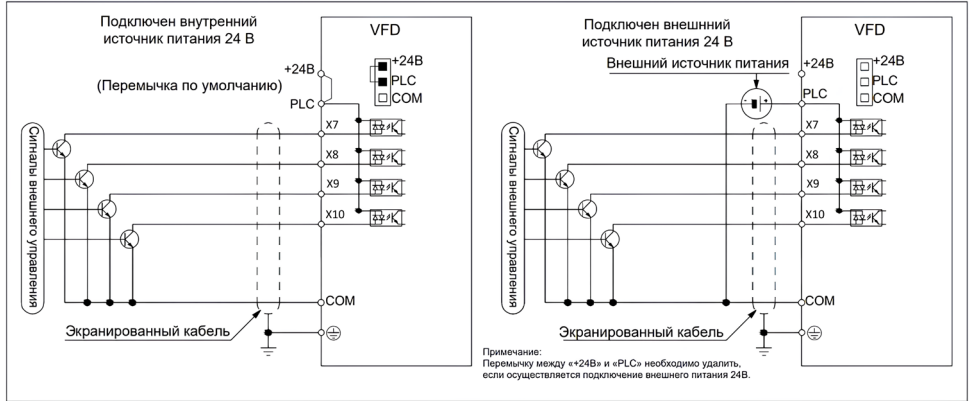 Подключен внутренний
источник питания 24 В
VFD
+24В
PLC
COM
+24В
(Перемычка по умолчанию)
PLC
X7
X8
X9
X10
Сигналы внешнего управления
COM
Экранированный кабель
Подключен внешнний
источник питания 24 В
VFD
Внешний источник питания
+24В
+24В
PLC
COM
PLC
- +
X7
X8
X9
X10
Сигналы внешнего управления
COM
Экранированный кабель
Примечание:
Перемычку между «+24В» и «PLC» необходимо удалить,
если осуществляется подключение внешнего питания 24В.